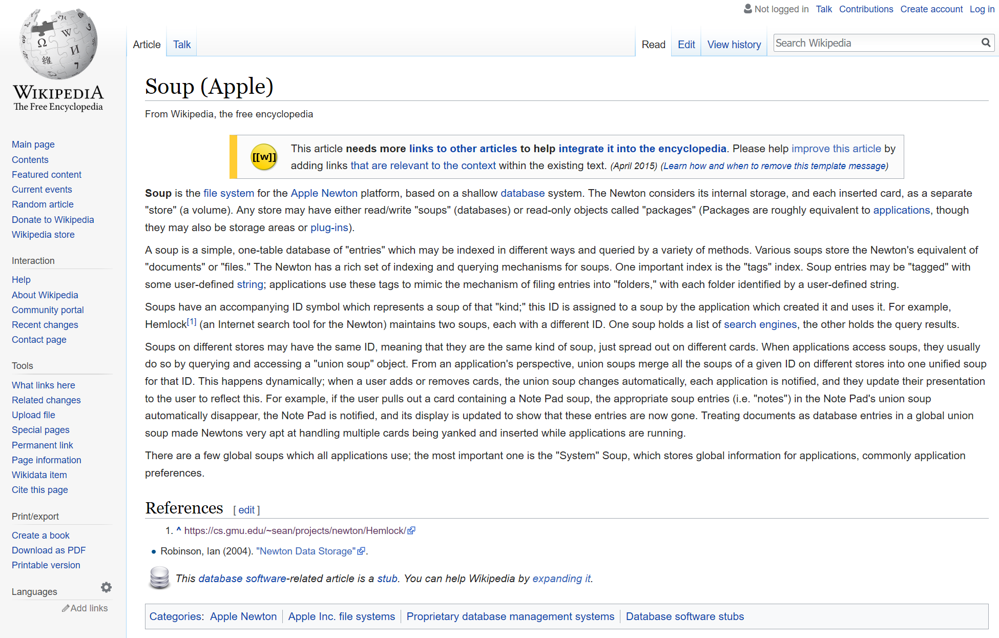 Not logged in Talk Contributions Create account Log in
Article Talk Read Edit View history Search Wikipedia
WIKIPEDIA
The Free Encyclopedia
Main page
Contents
Featured content
Current events
Random article
Donate to Wikipedia
Wikipedia store
Interaction
Help
About Wikipedia
Community portal
Recent changes
Contact page
Tools
What links here
Related changes
Upload file
Special pages
Permanent link
Page information
Wikidata item
Cite this page
Print/export
Create a book
Download as PDF
Printable version
Languages
Add links
Soup (Apple)
From Wikipedia, the free encyclopedia
[[w]]
This article needs more links to other articles to help integrate it into the encyclopedia. Please help improve this article by
adding links that are relevant to the context within the existing text. (April 2015) (Learn how and when to remove this template message)
Soup is the file system for the Apple Newton platform, based on a shallow database system. The Newton considers its internal storage, and each inserted card, as a separate
"store" (a volume). Any store may have either read/write "soups" (databases) or read-only objects called "packages" (Packages are roughly equivalent to applications, though
they may also be storage areas or plug-ins).
A soup is a simple, one-table database of "entries" which may be indexed in different ways and queried by a variety of methods. Various soups store the Newton's equivalent of
"documents" or "files." The Newton has a rich set of indexing and querying mechanisms for soups. One important index is the "tags" index. Soup entries may be "tagged" with
some user-defined string; applications use these tags to mimic the mechanism of filing entries into "folders," with each folder identified by a user-defined string.
Soups have an accompanying ID symbol which represents a soup of that "kind;" this ID is assigned to a soup by the application which created it and uses it. For example,
Hemlock[1] (an Internet search tool for the Newton) maintains two soups, each with a different ID. One soup holds a list of search engines, the other holds the query results.
Soups on different stores may have the same ID, meaning that they are the same kind of soup, just spread out on different cards. When applications access soups, they usually
do so by querying and accessing a "union soup" object. From an application's perspective, union soups merge all the soups of a given ID on different stores into one unified soup
for that ID. This happens dynamically; when a user adds or removes cards, the union soup changes automatically, each application is notified, and they update their presentation
to the user to reflect this. For example, if the user pulls out a card containing a Note Pad soup, the appropriate soup entries (i.e. "notes") in the Note Pad's union soup
automatically disappear, the Note Pad is notified, and its display is updated to show that these entries are now gone. Treating documents as database entries in a global union
soup made Newtons very apt at handling multiple cards being yanked and inserted while applications are running.
There are a few global soups which all applications use; the most important one is the "System" Soup, which stores global information for applications, commonly application
preferences.
References [ edit ]
1. ^ https://cs.gmu.edu/~sean/projects/newton/Hemlock/
• Robinson, Ian (2004). "Newton Data Storage".
This database software-related article is a stub. You can help Wikipedia by expanding it.
Categories: Apple Newton | Apple Inc. file systems | Proprietary database management systems | Database software stubs